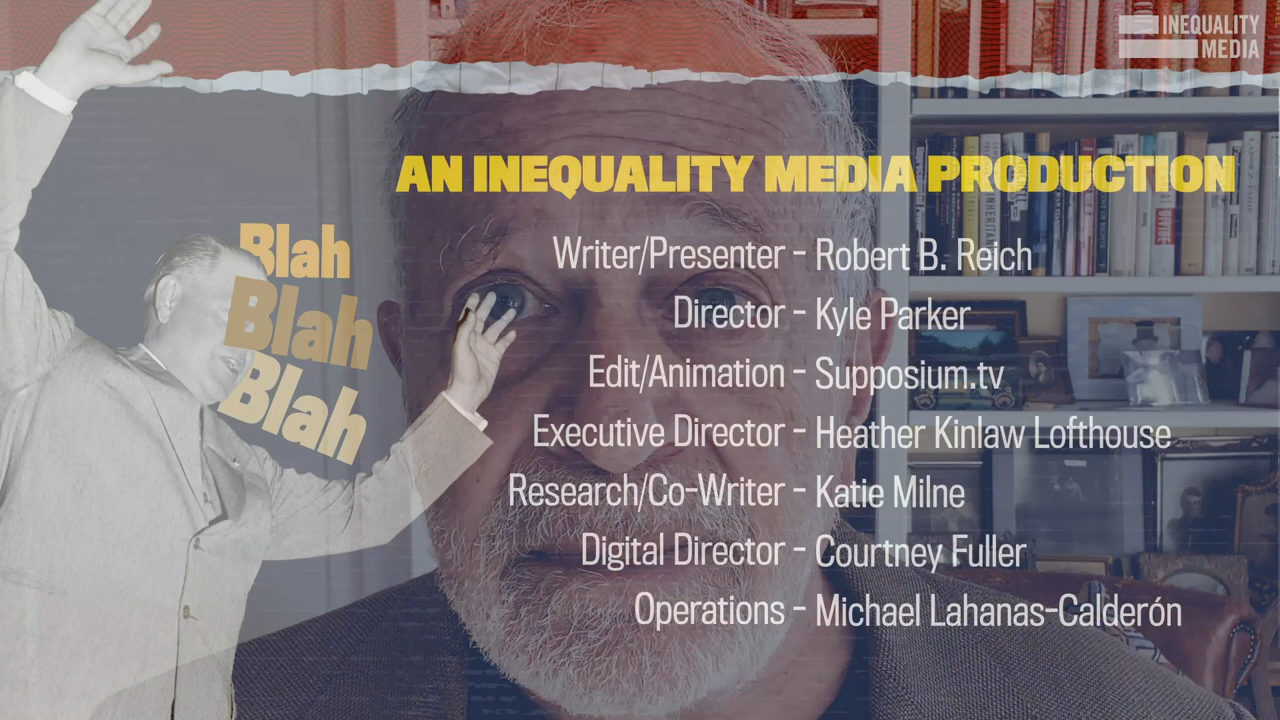 INEQUALITY
MEDIA
AN INEQUALITY MEDIA PRODUCTION
Blah
Blah
Blah
Writer/Presenter - Robert B. Reich
Director - Kyle Parker
Edit/Animation - Supposium.tv
Executive Director - Heather Kinlaw Lofthouse
Research/Co-Writer - Katie Milne
Digital Director - Courtney Fuller
Operations - Michael Lahanas-Calderón